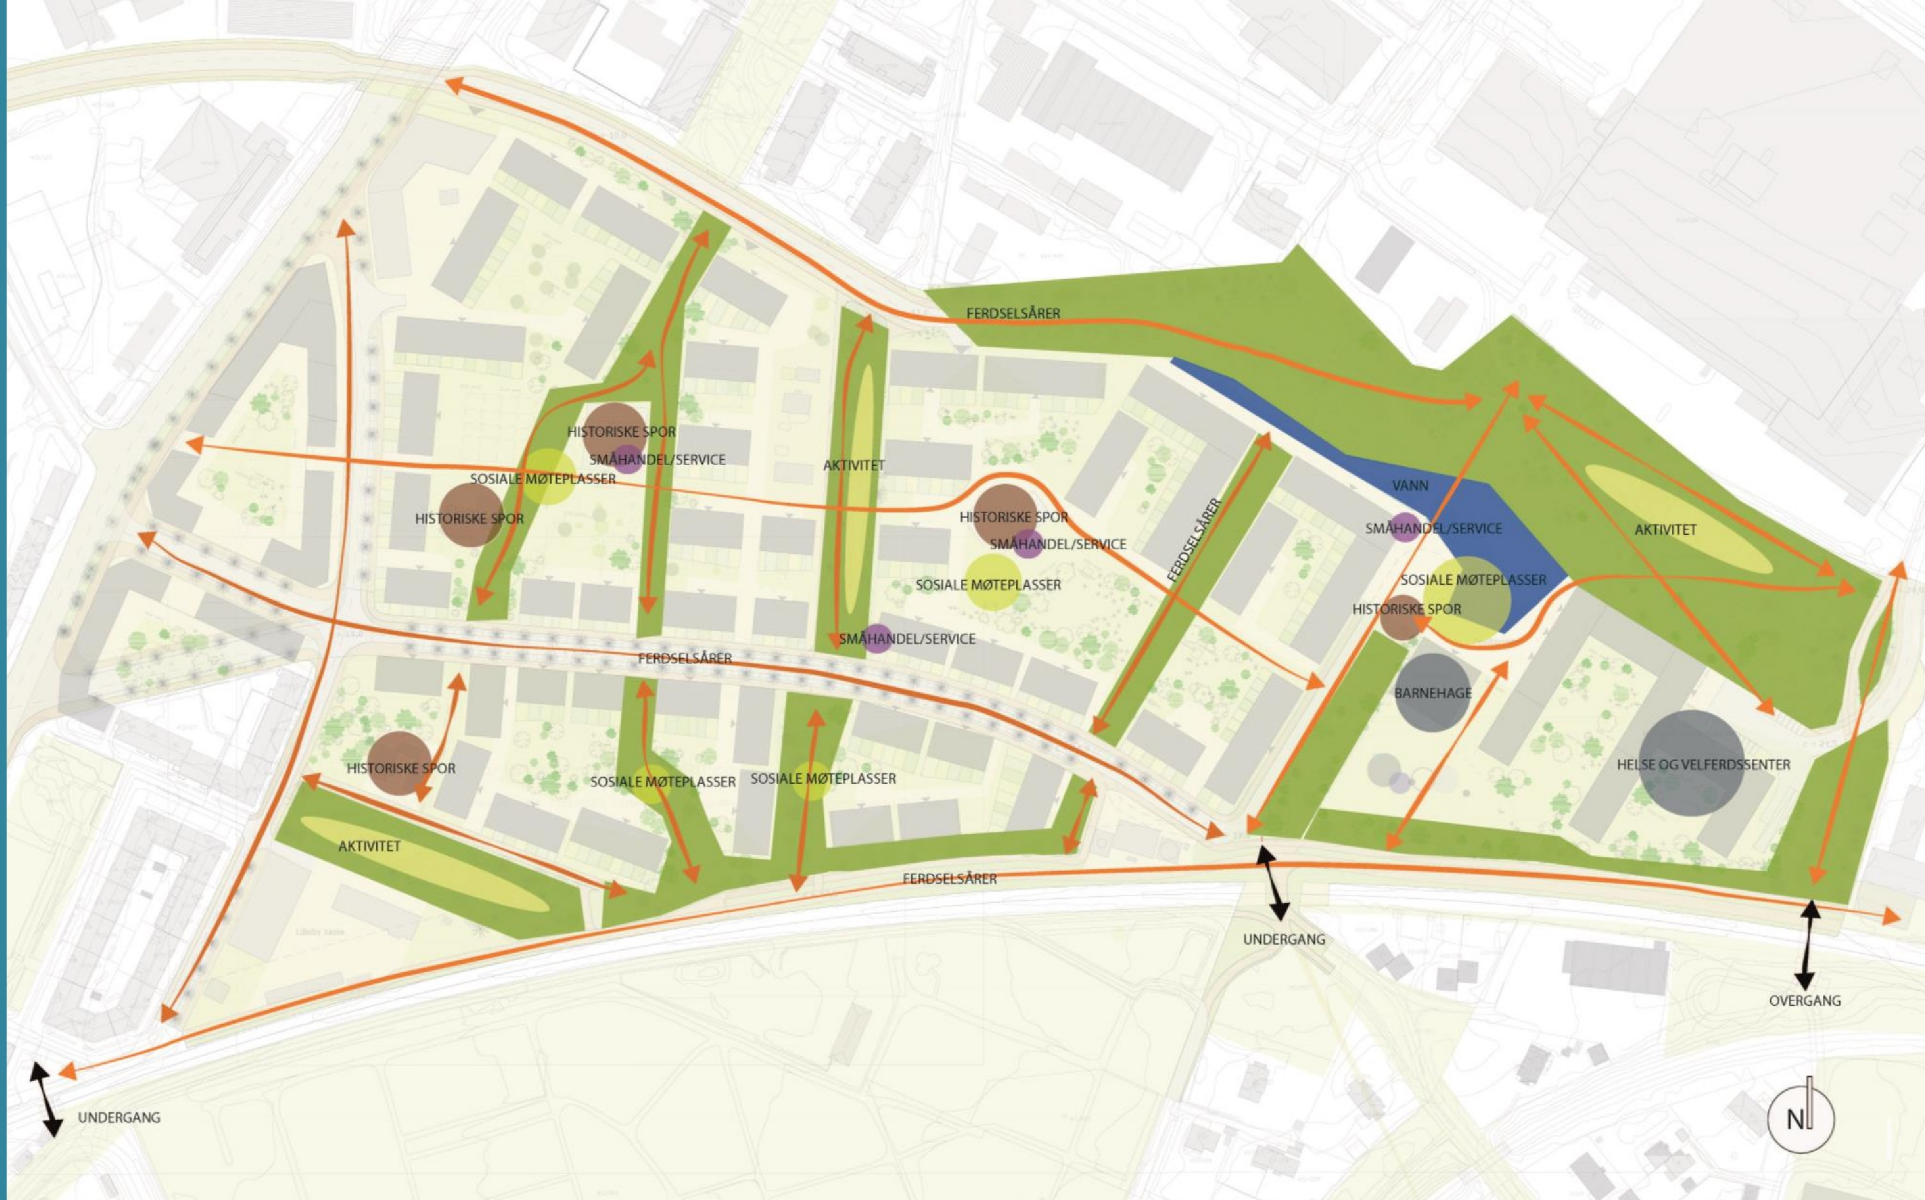 FERDSELSÅRER
HISTORISKE SPOR
SMÅHANDEL/SERVICE
AKTIVITET
SOSIALE MØTEPLASSER
HISTORISKE SPOR
HISTORISKE SPOR
SMÅHANDEL/SERVICE
FERDSELSÅRER
SOSIALE MØTEPLASSER
VANN
SMÅHANDEL/SERVICE
AKTIVITET
SOSIALE MØTEPLASSER
HISTORISKE SPOR
SMÅHANDEL/SERVICE
FERDSELSÅRER
BARNEHAGE
HISTORISKE SPOR
SOSIALE MØTEPLASSER
SOSIALE MØTEPLASSER
HELSE OG VELFERDSSENTER
AKTIVITET
FERDSELSÅRER
UNDERGANG
OVERGANG
UNDERGANG
N